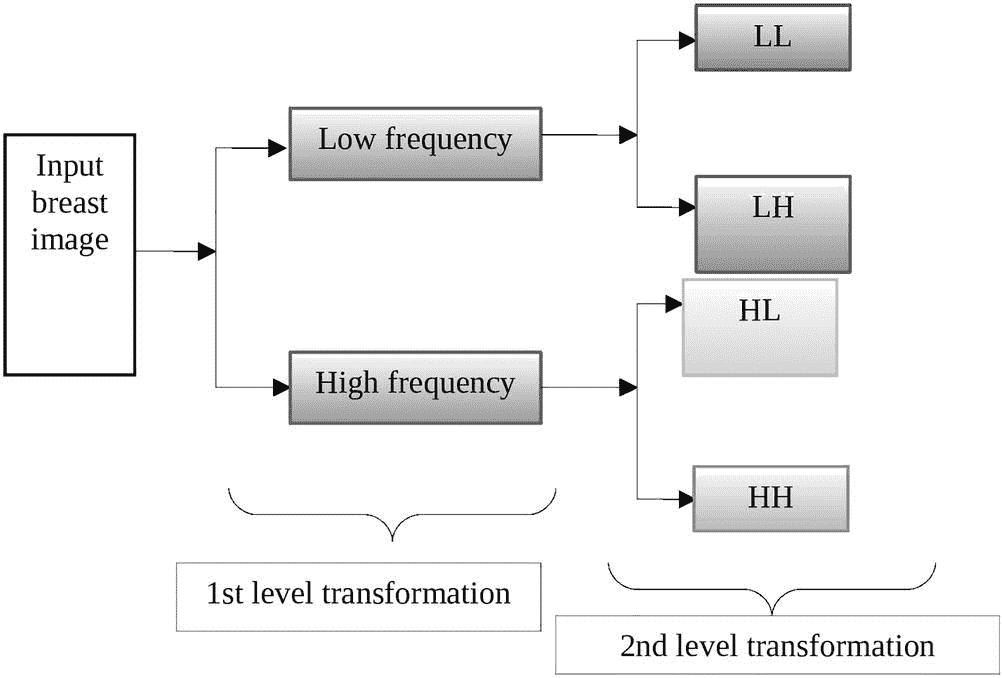 Input
breast
image
Low frequency
High frequency
LL
LH
HL
HH
1st level transformation
2nd level transformation